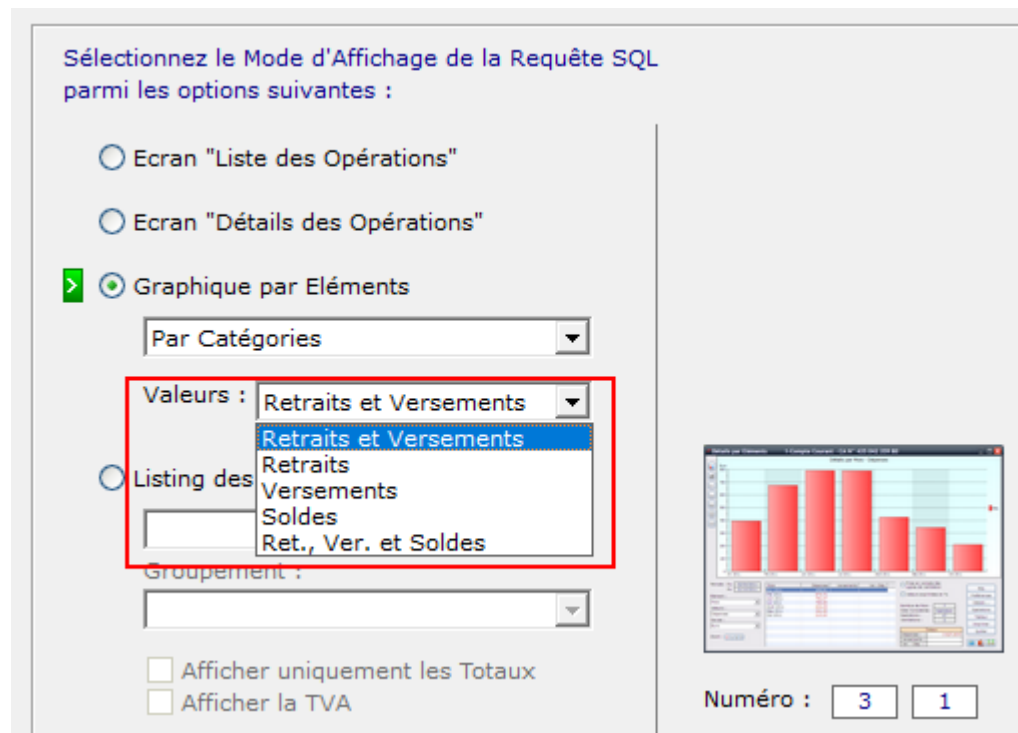 Sélectionnez le Mode d'Affichage de la Requête SQL
parmi les options suivantes :
Ecran "Liste des Opérations"
Ecran "Détails des Opérations"
> Graphique par Eléments
Par Catégories
Valeurs : Retraits et Versements
Retraits et Versements
Retraits
Listing des
Versements
Soldes
Ret., Ver. et Soldes
Groupement :
Afficher uniquement les Totaux
Afficher la TVA
Numéro : 3 1